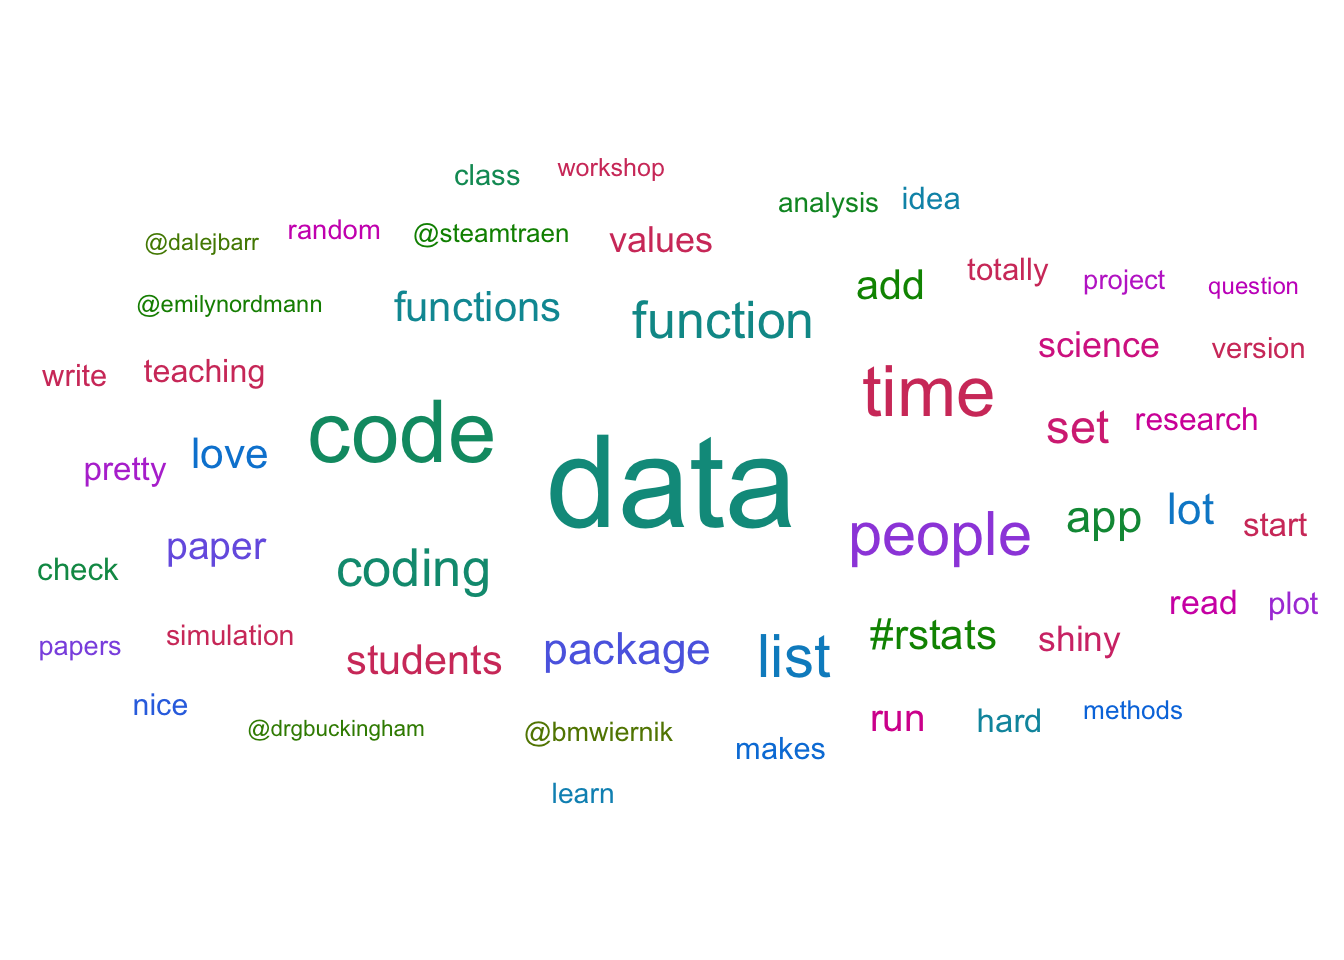 class
workshop
analysis
idea
@dalejbarr
random
@steamtraen
values
totally
project
question
add
@emilynordmann
functions
function
science
version
write
teaching
time
set
research
pretty
love
code
data
people
app
lot
start
paper
check
coding
read
plot
papers
simulation
students
package
list
#rstats
shiny
nice
@drgbuckingham
@bmwiernik
makes
run
hard
methods
learn